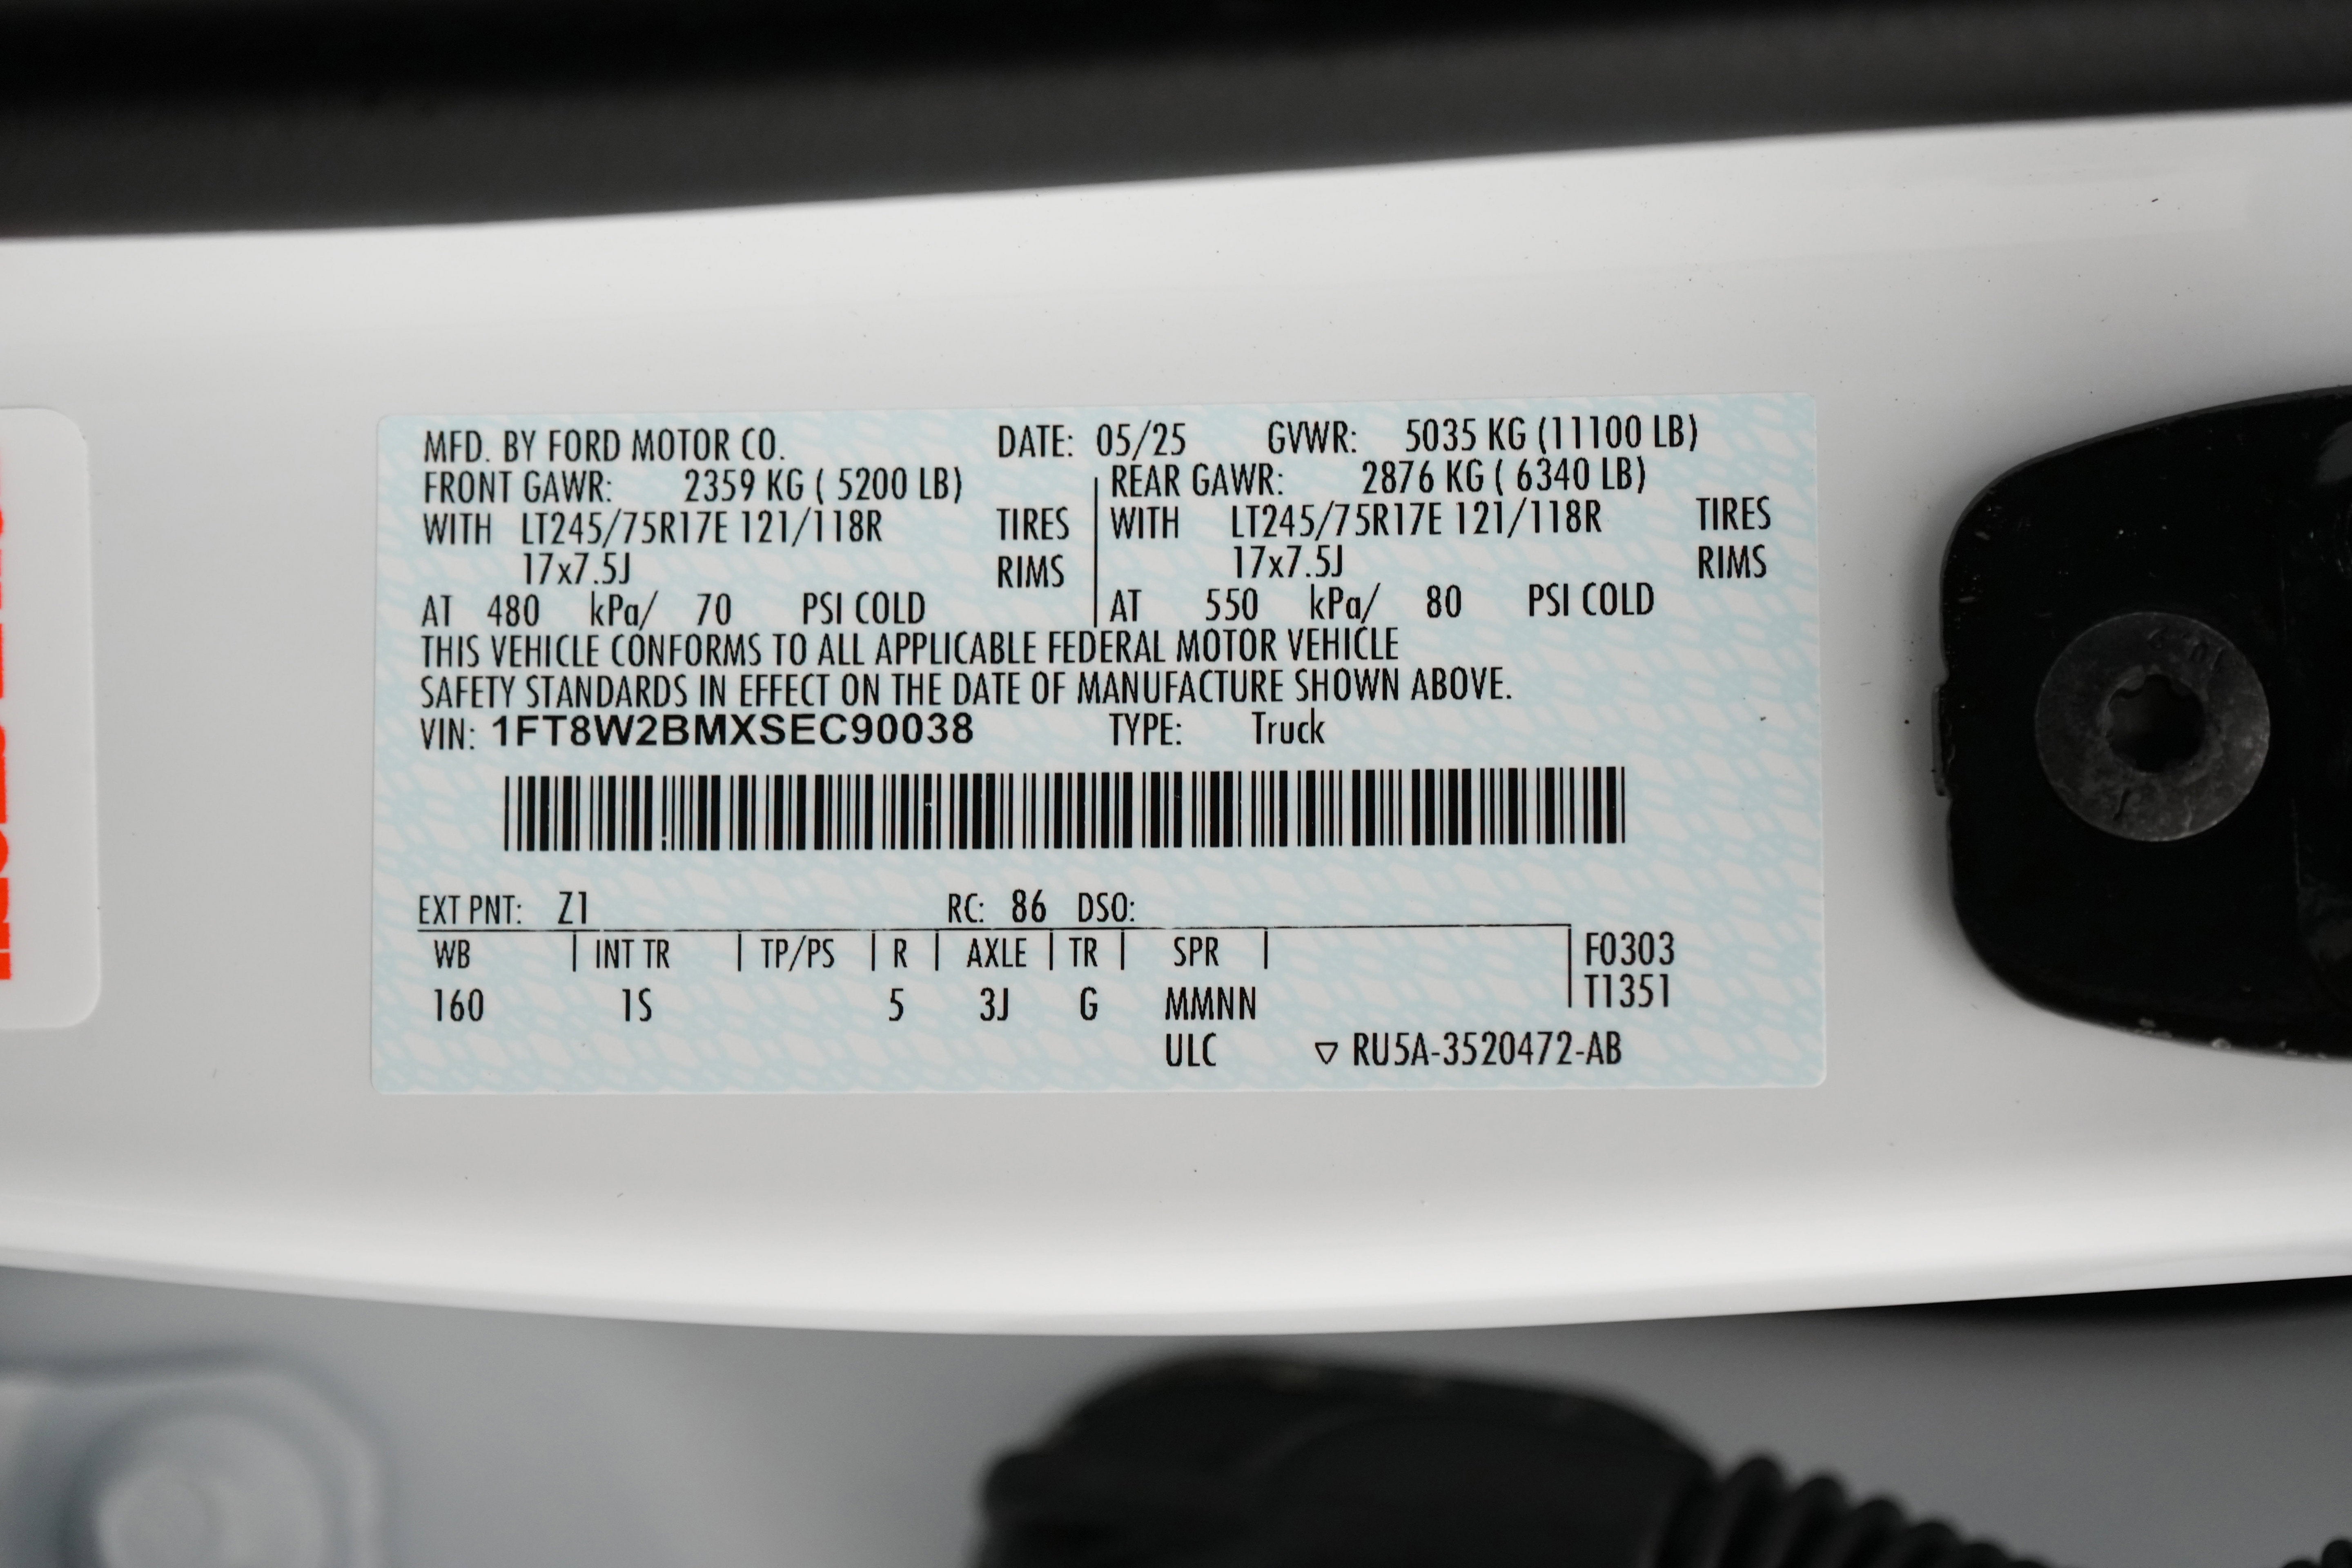 MFD. BY FORD MOTOR CO. DATE: 05/25 GVWR: 5035 KG (11100 LB)
FRONT GAWR: 2359 KG ( 5200 LB) REAR GAWR: 2876 KG ( 6340 LB)
WITH LT245/75R17E 121/118R TIRES WITH LT245/75R17E 121/118R TIRES
17x7.5J RIMS 17x7.5J RIMS
AT 480 kPa/ 70 PSI COLD AT 550 kPa/ 80 PSI COLD
THIS VEHICLE CONFORMS TO ALL APPLICABLE FEDERAL MOTOR VEHICLE
SAFETY STANDARDS IN EFFECT ON THE DATE OF MANUFACTURE SHOWN ABOVE.
VIN: 1FT8W2BMXSEC90038 TYPE: Truck
EXT PNT: Z1 RC: 86 DSO:
WB | INT TR | TP/PS | R | AXLE | TR | SPR | F0303
T1351
160 1S 5 3J G MMNN
ULC ▽ RU5A-3520472-AB